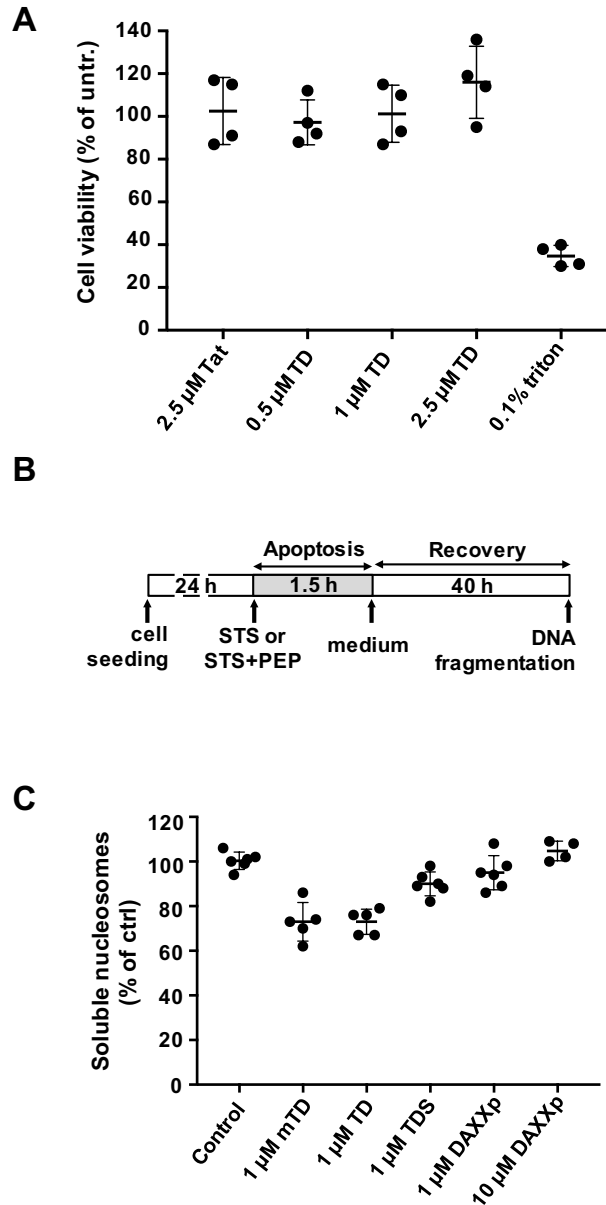 A
Cell viability (% of untr.)
140
120
100
80
60
40
20
0
2.5 µM Tat
0.5 µM TD
1 µM TD
2.5 µM TD
0.1% triton
B
Apoptosis
Recovery
24 h
1.5 h
40 h
cell
seeding
STS or
STS+PEP
medium
DNA
fragmentation
C
Soluble nucleosomes
(% of ctrl)
120
100
80
60
40
20
0
Control
1 µM mTD
1 µM TD
1 µM TDS
1 µM DAXXp
10 µM DAXXp